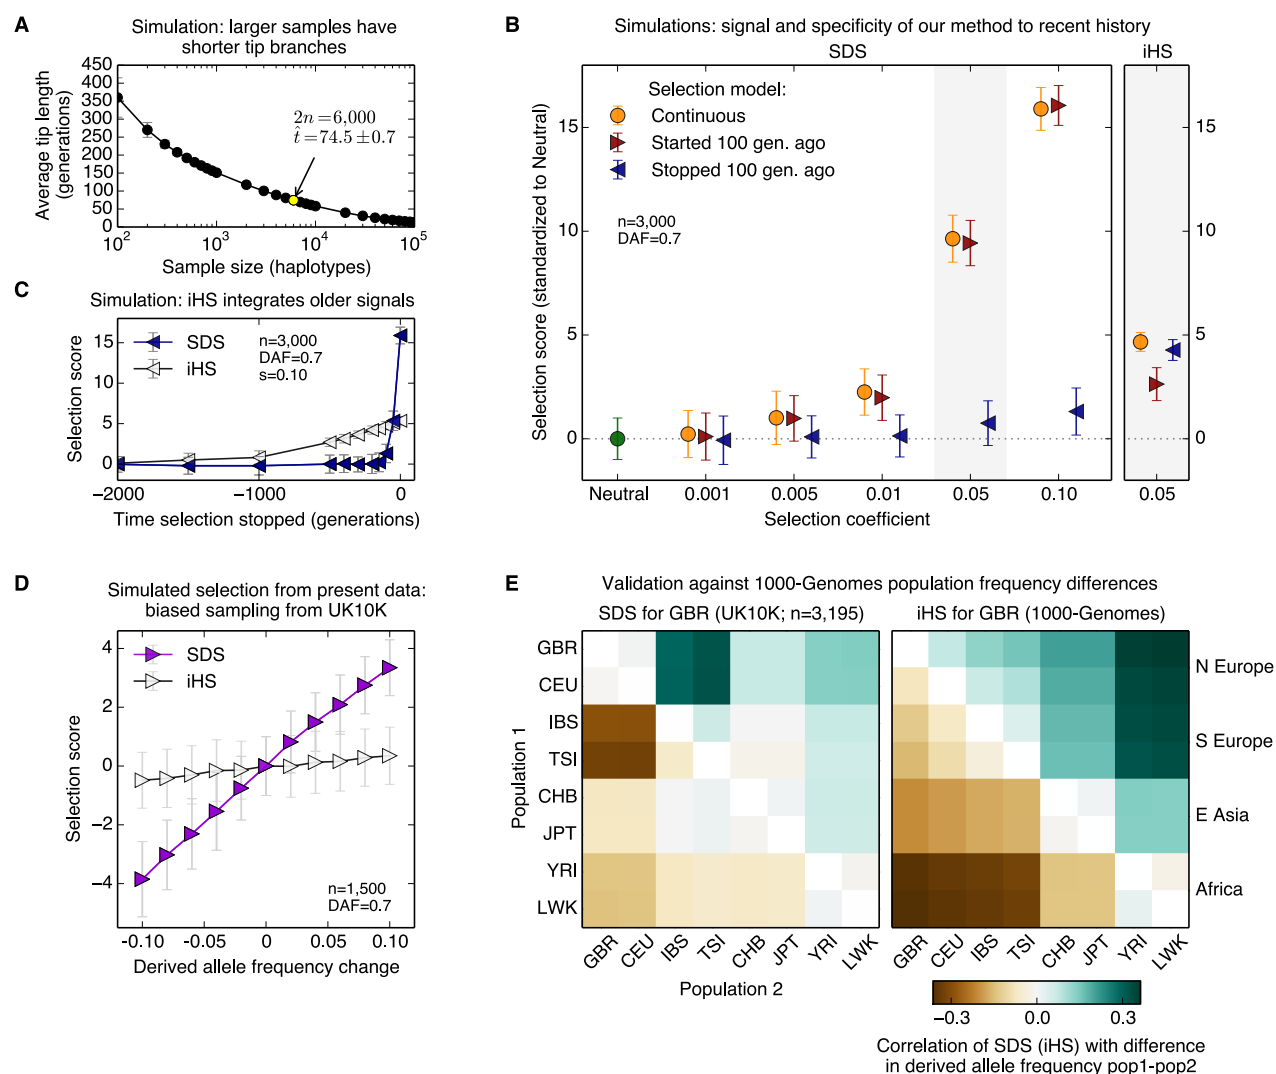 A
Simulation: larger samples have
shorter tip branches
450
400
350
300
250
200
150
100
50
0
Average tip length
(generations)
2n=6,000
t̂=74.5±0.7
10²
10³
10⁴
10⁵
Sample size (haplotypes)
B
Simulations: signal and specificity of our method to recent history
SDS
iHS
Selection model:
Continuous
Started 100 gen. ago
Stopped 100 gen. ago
n=3,000
DAF=0.7
Selection score (standardized to Neutral)
15
10
5
0
15
10
5
0
Neutral
0.001
0.005
0.01
0.05
0.10
0.05
Selection coefficient
C
Simulation: iHS integrates older signals
SDS
iHS
n=3,000
DAF=0.7
s=0.10
Selection score
15
10
5
0
−2000
−1000
0
Time selection stopped (generations)
D
Simulated selection from present data:
biased sampling from UK10K
SDS
iHS
Selection score
4
2
0
−2
−4
n=1,500
DAF=0.7
-0.10
-0.05
0
0.05
0.10
Derived allele frequency change
E
Validation against 1000-Genomes population frequency differences
SDS for GBR (UK10K; n=3,195)
iHS for GBR (1000-Genomes)
Population 1
GBR
CEU
IBS
TSI
CHB
JPT
YRI
LWK
N Europe
S Europe
E Asia
Africa
GBR CEU IBS TSI CHB JPT YRI LWK
GBR CEU IBS TSI CHB JPT YRI LWK
Population 2
−0.3
0.0
0.3
Correlation of SDS (iHS) with difference
in derived allele frequency pop1-pop2